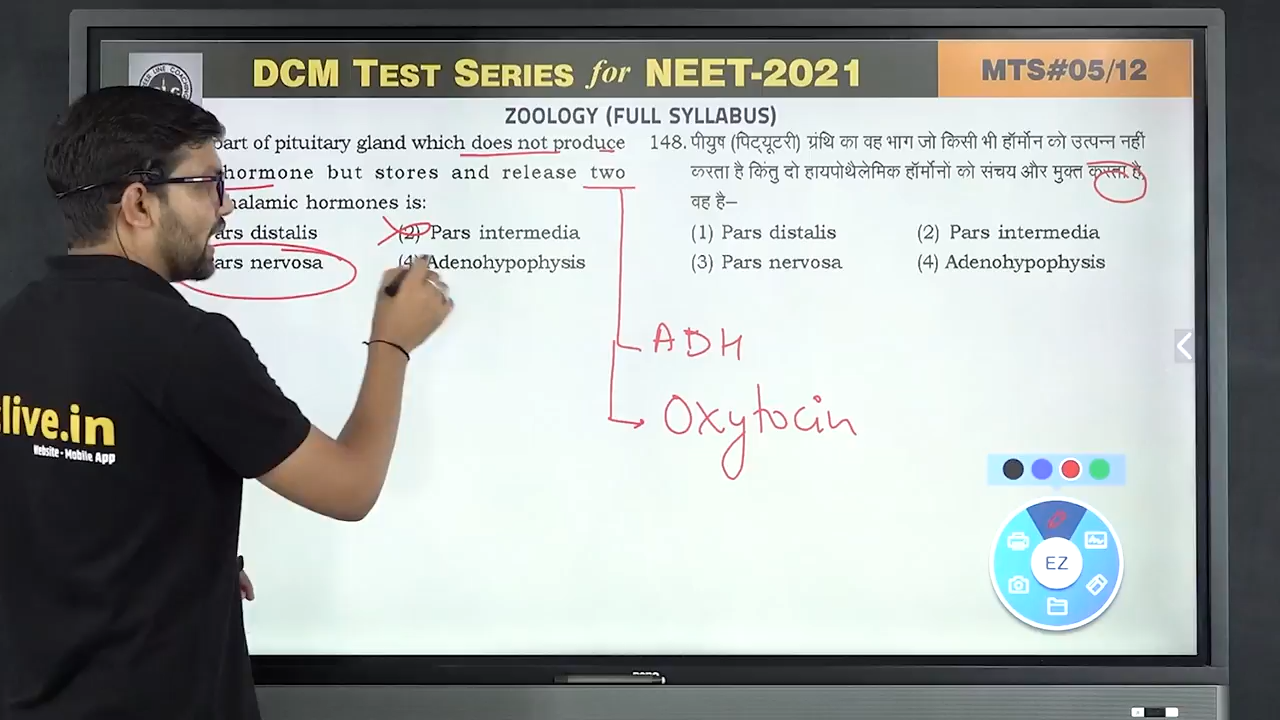 DCM TEST SERIES for NEET-2021
MTS#05/12
ZOOLOGY (FULL SYLLABUS)
part of pituitary gland which does not produce
hormone but stores and release two
halamic hormones is:
ars distalis (2) Pars intermedia
ars nervosa (4) Adenohypophysis
148. पीयुष (पिट्यूटरी) ग्रंथि का वह भाग जो किसी भी हॉर्मोन को उत्पन्न नहीं
करता है किंतु दो हायपोथैलेमिक हॉर्मोनों को संचय और मुक्त करता है,
वह है–
(1) Pars distalis (2) Pars intermedia
(3) Pars nervosa (4) Adenohypophysis
ADH
Oxytocin
live.in
Website - Mobile App
EZ